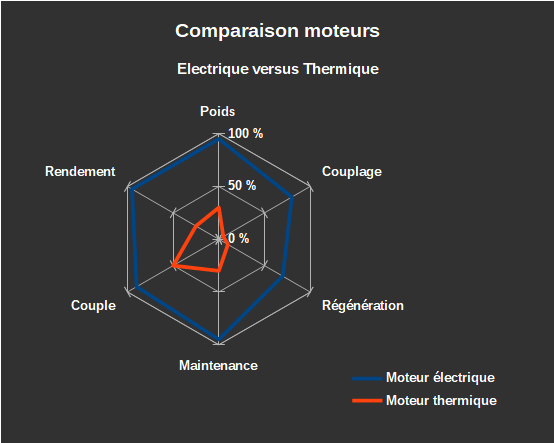 Comparaison moteurs
Electrique versus Thermique
Poids
100 %
Rendement
Couplage
50 %
0 %
Couple
Régénération
Maintenance
Moteur électrique
Moteur thermique